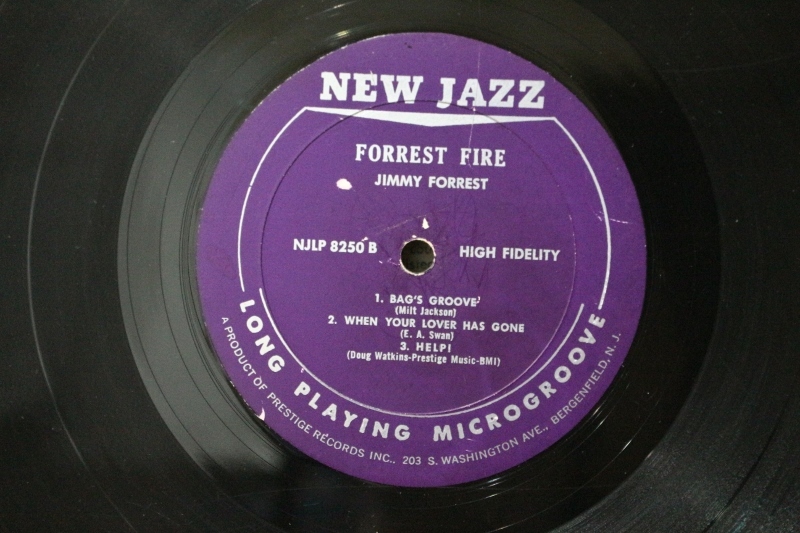 NEW JAZZ
FORREST FIRE
JIMMY FORREST
NJLP 8250 B
HIGH FIDELITY
1. BAG'S GROOVE
(Milt Jackson)
2. WHEN YOUR LOVER HAS GONE
(E. A. Swan)
3. HELP!
(Doug Watkins-Prestige Music-BMI)
LONG PLAYING MICROGROOVE
A PRODUCT OF PRESTIGE RECORDS INC., 203 S. WASHINGTON AVE., BERGENFIELD, N. J.